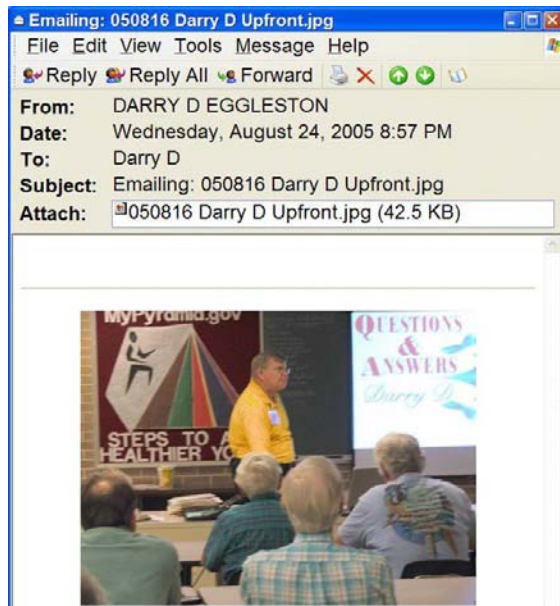 Emailing: 050816 Darry D Upfront.jpg
File Edit View Tools Message Help
Reply Reply All Forward
From: DARRY D EGGLESTON
Date: Wednesday, August 24, 2005 8:57 PM
To: Darry D
Subject: Emailing: 050816 Darry D Upfront.jpg
Attach: 050816 Darry D Upfront.jpg (42.5 KB)
MyPyramid.gov
STEPS TO A
HEALTHIER YO
QUESTIONS
&
ANSWERS
Darry D